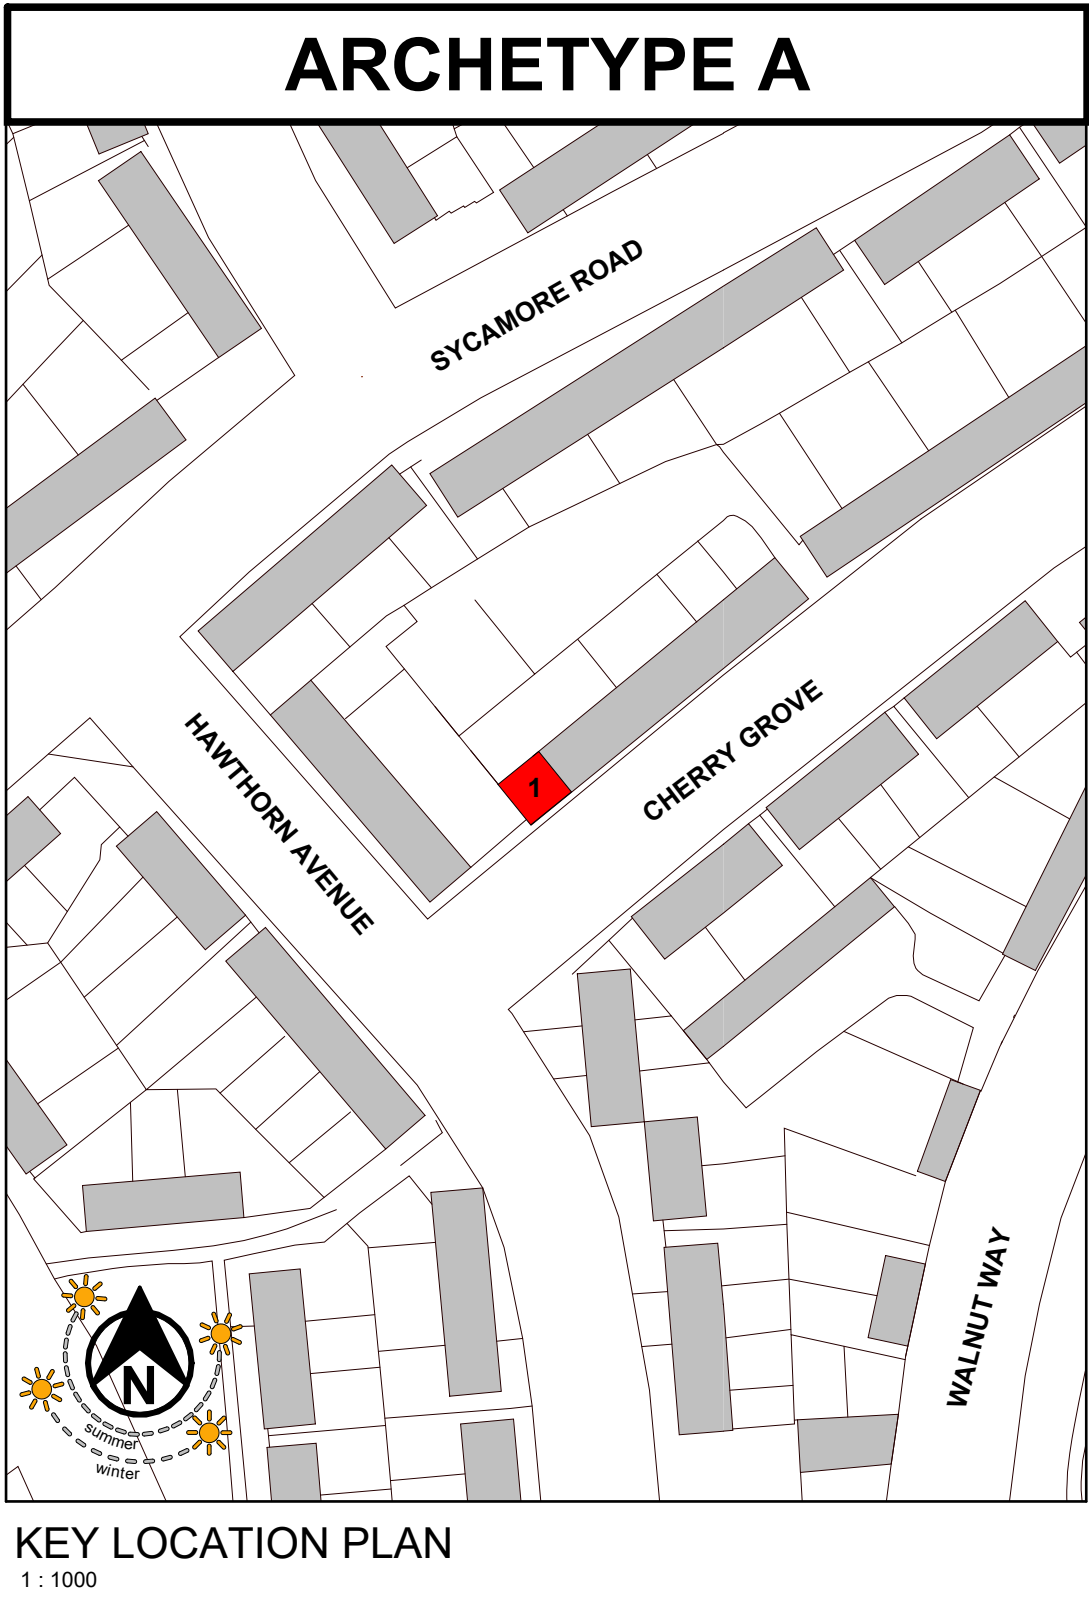 ARCHETYPE A
SYCAMORE ROAD
HAWTHORN AVENUE
CHERRY GROVE
1
WALNUT WAY
N
summer
winter
KEY LOCATION PLAN
1 : 1000